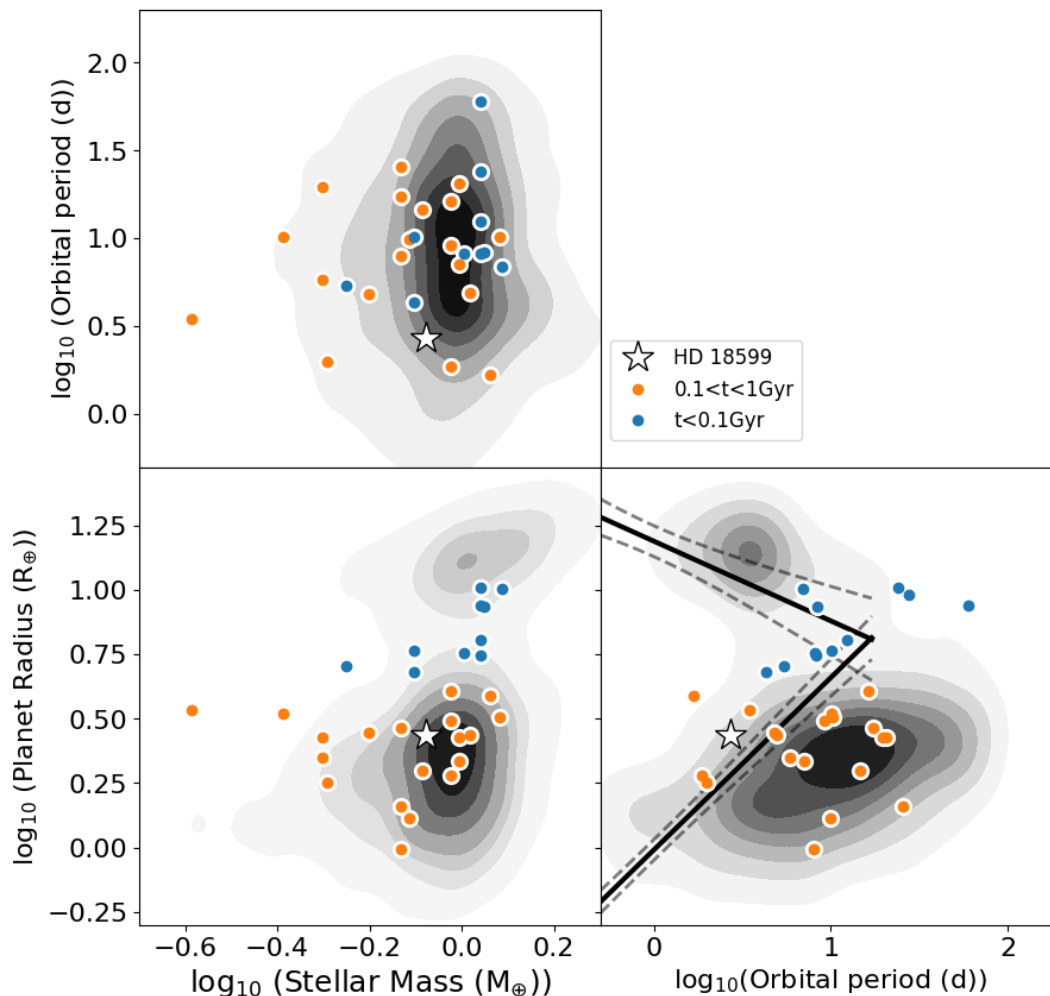 2.0
1.5
1.0
0.5
0.0
log₁₀ (Orbital period (d))
HD 18599
0.1<t<1Gyr
t<0.1Gyr
1.25
1.00
0.75
0.50
0.25
0.00
−0.25
log₁₀ (Planet Radius (R⊕))
−0.6 −0.4 −0.2 0.0 0.2
log₁₀ (Stellar Mass (M⊕))
0 1 2
log₁₀(Orbital period (d))